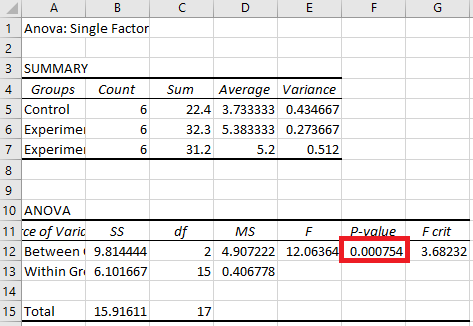 A B C D E F G
1 Anova: Single Factor
2
3 SUMMARY
4 Groups Count Sum Average Variance
5 Control 6 22.4 3.733333 0.434667
6 Experimer 6 32.3 5.383333 0.273667
7 Experimer 6 31.2 5.2 0.512
8
9
10 ANOVA
11 rce of Varia SS df MS F P-value F crit
12 Between G 9.814444 2 4.907222 12.06364 0.000754 3.68232
13 Within Gro 6.101667 15 0.406778
14
15 Total 15.91611 17